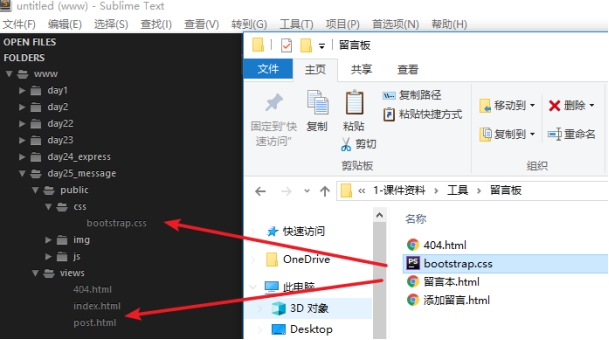 untitled (www) - Sublime Text
文件(F) 编辑(E) 选择(S) 查找(I) 查看(V) 转到(G) 工具(T) 项目(P) 首选项(N) 帮助(H)
OPEN FILES
FOLDERS
www
day1
day2
day22
day23
day24_express
day25_message
public
css
bootstrap.css
img
js
views
404.html
index.html
post.html
留言板
文件 主页 共享 查看
固定到"快速访问"
复制
粘贴
复制路径
粘贴快捷方式
剪切
剪贴板
移动到
复制到
删除
重命名
组织
« 1-课件资料 › 工具 › 留言板
快速访问
OneDrive
此电脑
3D 对象
Desktop
名称
404.html
PS
bootstrap.css
留言本.html
添加留言.html